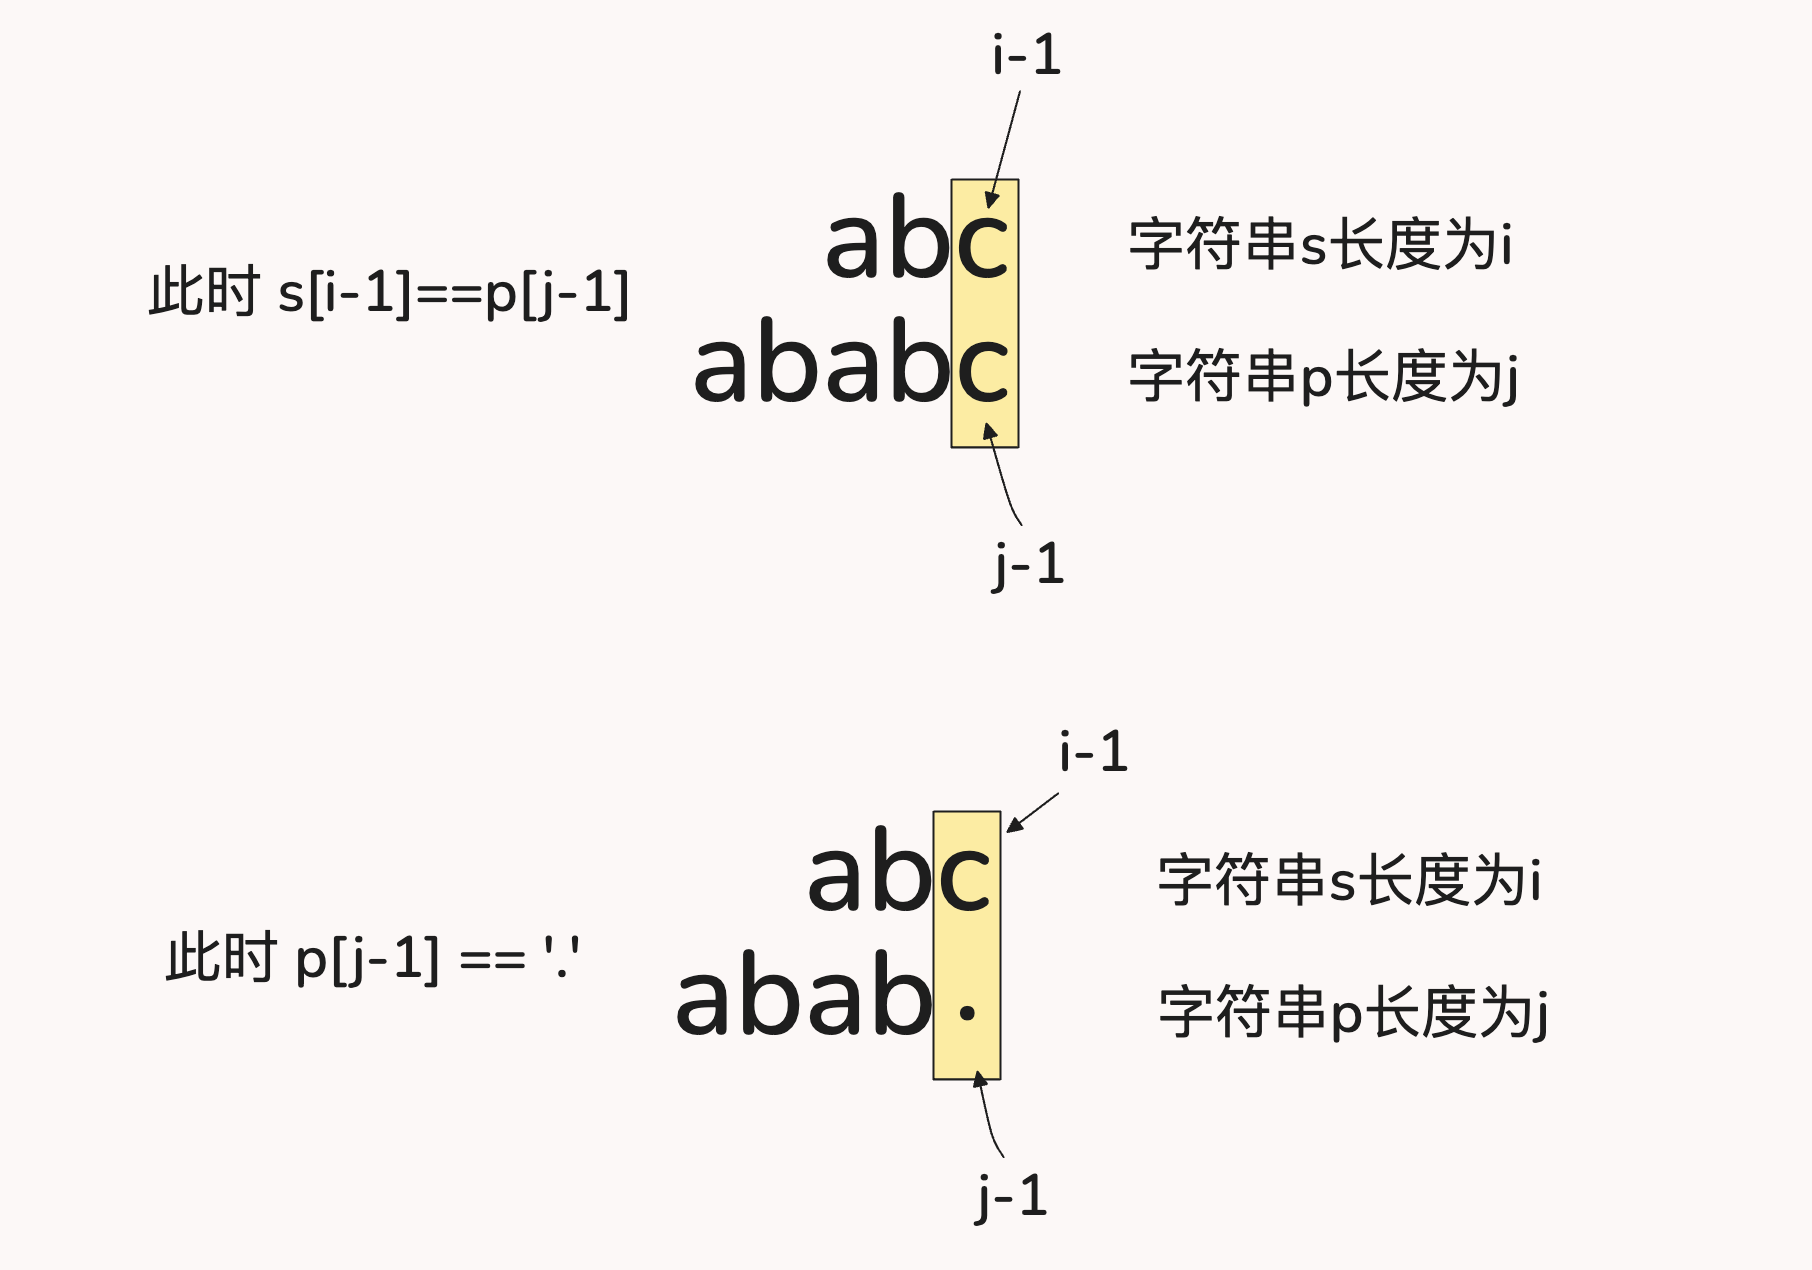 i-1
abc
字符串s长度为i
此时 s[i-1]==p[j-1]
ababc
字符串p长度为j
j-1
i-1
abc
字符串s长度为i
此时 p[j-1] == '.'
abab.
字符串p长度为j
j-1